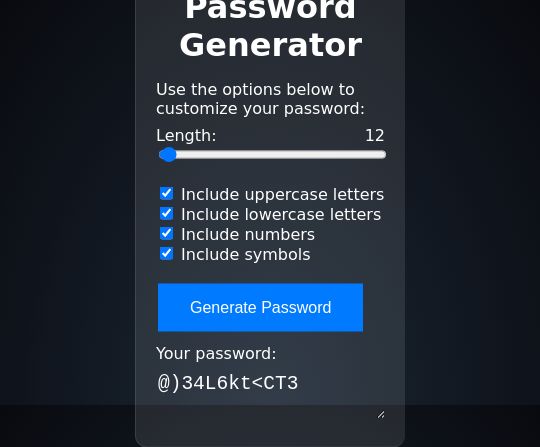 Password
Generator
Use the options below to
customize your password:
Length: 12
Include uppercase letters
Include lowercase letters
Include numbers
Include symbols
Generate Password
Your password:
@)34L6kt<CT3